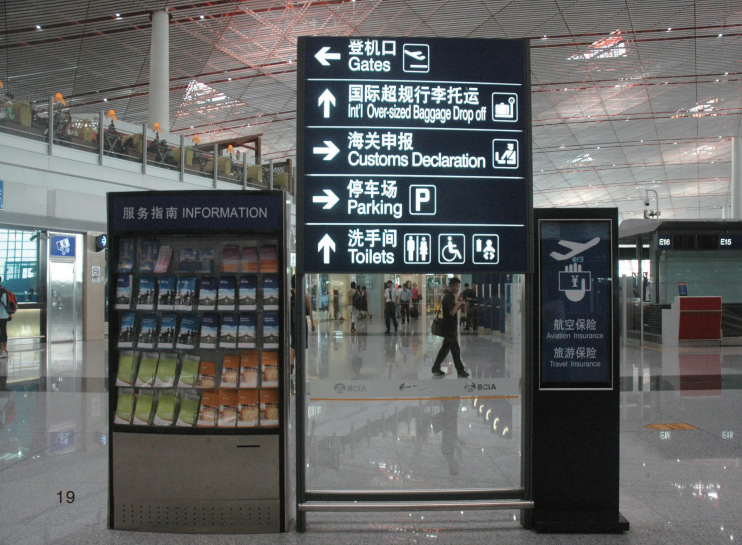 登机口
Gates
国际超规行李托运
Int'l Over-sized Baggage Drop off
海关申报
Customs Declaration
停车场
Parking P
洗手间
Toilets
服务指南 INFORMATION
E16
E15
¥
航空保险
Aviation Insurance
旅游保险
Travel Insurance
BCIA
BCIA
19